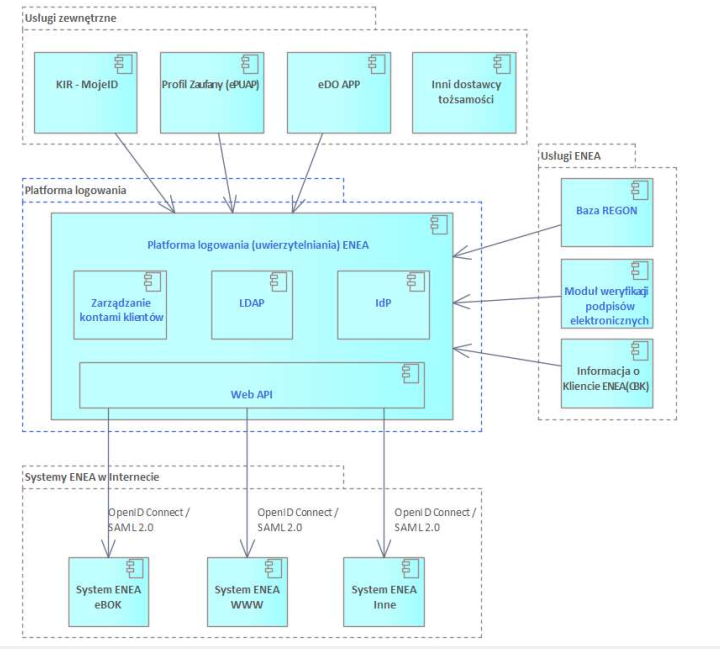 Usługi zewnętrzne
KIR - MojeID
Profil Zaufany (ePUAP)
eDO APP
Inni dostawcy
tożsamości
Usługi ENEA
Baza REGON
Moduł weryfikacji
podpisów
elektronicznych
Informacja o
Kliencie ENEA(CBK)
Platforma logowania
Platforma logowania (uwierzytelniania) ENEA
Zarządzanie
kontami klientów
LDAP
IdP
Web API
Systemy ENEA w Internecie
OpenID Connect /
SAML 2.0
OpenID Connect /
SAML 2.0
OpenID Connect /
SAML 2.0
System ENEA
eBOK
System ENEA
WWW
System ENEA
Inne